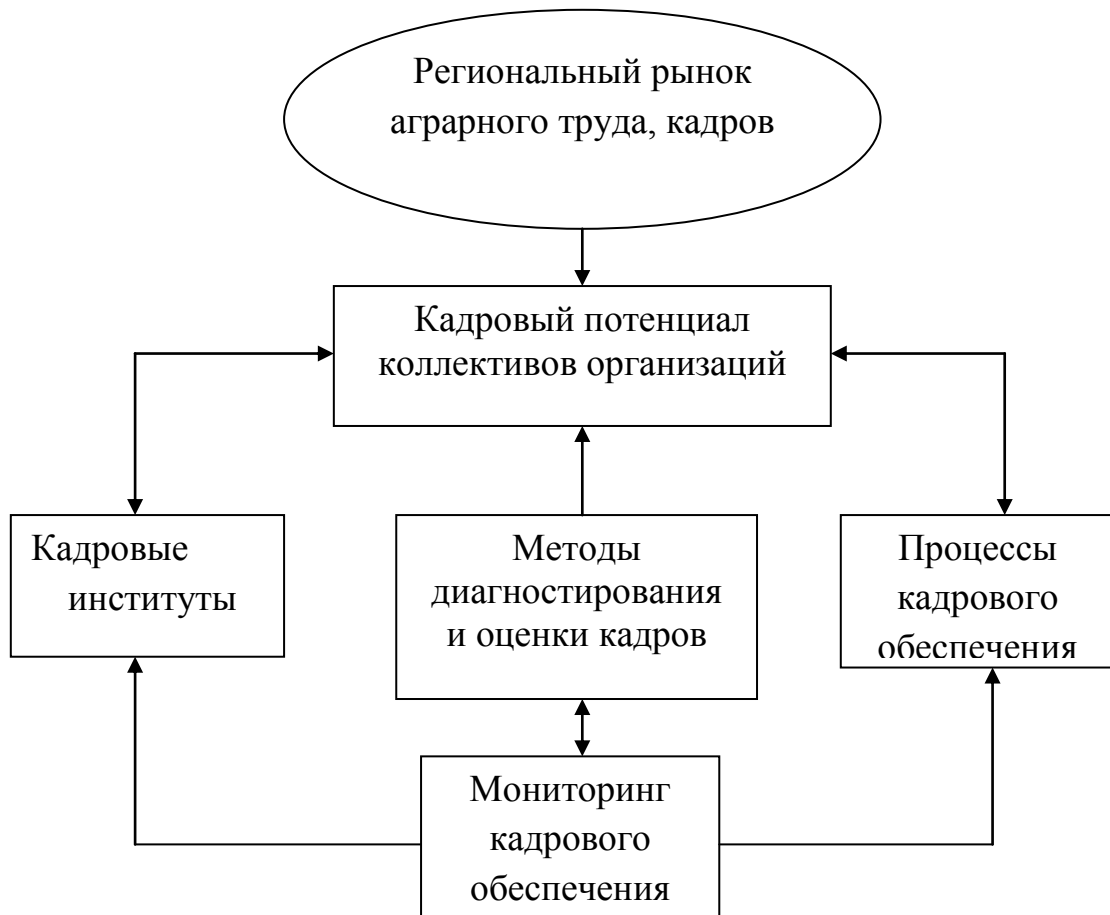 Региональный рынок
аграрного труда, кадров
Кадровый потенциал
коллективов организаций
Кадровые
институты
Методы
диагностирования
и оценки кадров
Процессы
кадрового
обеспечения
Мониторинг
кадрового
обеспечения